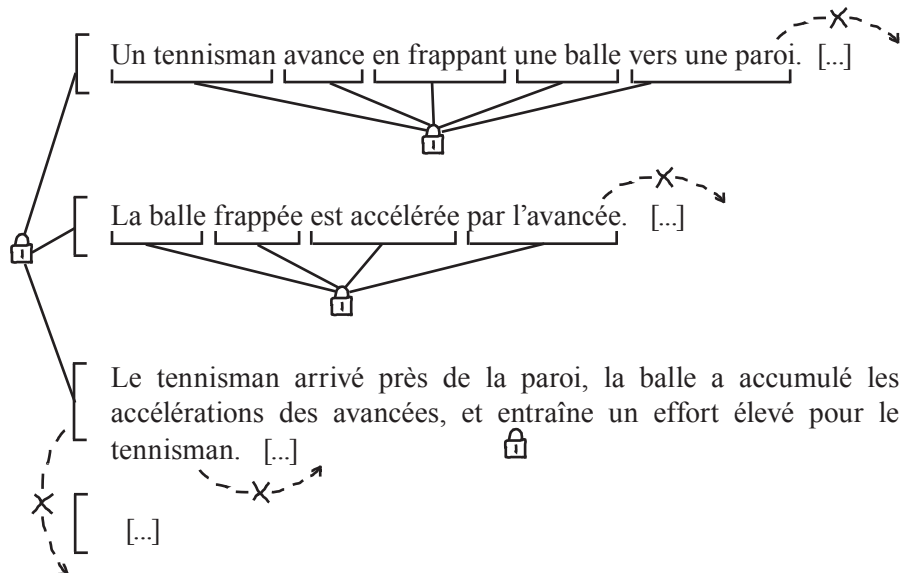 Un tennisman avance en frappant une balle vers une paroi. [...]
La balle frappée est accélérée par l’avancée. [...]
Le tennisman arrivé près de la paroi, la balle a accumulé les
accélérations des avancées, et entraîne un effort élevé pour le
tennisman. [...]
[...]